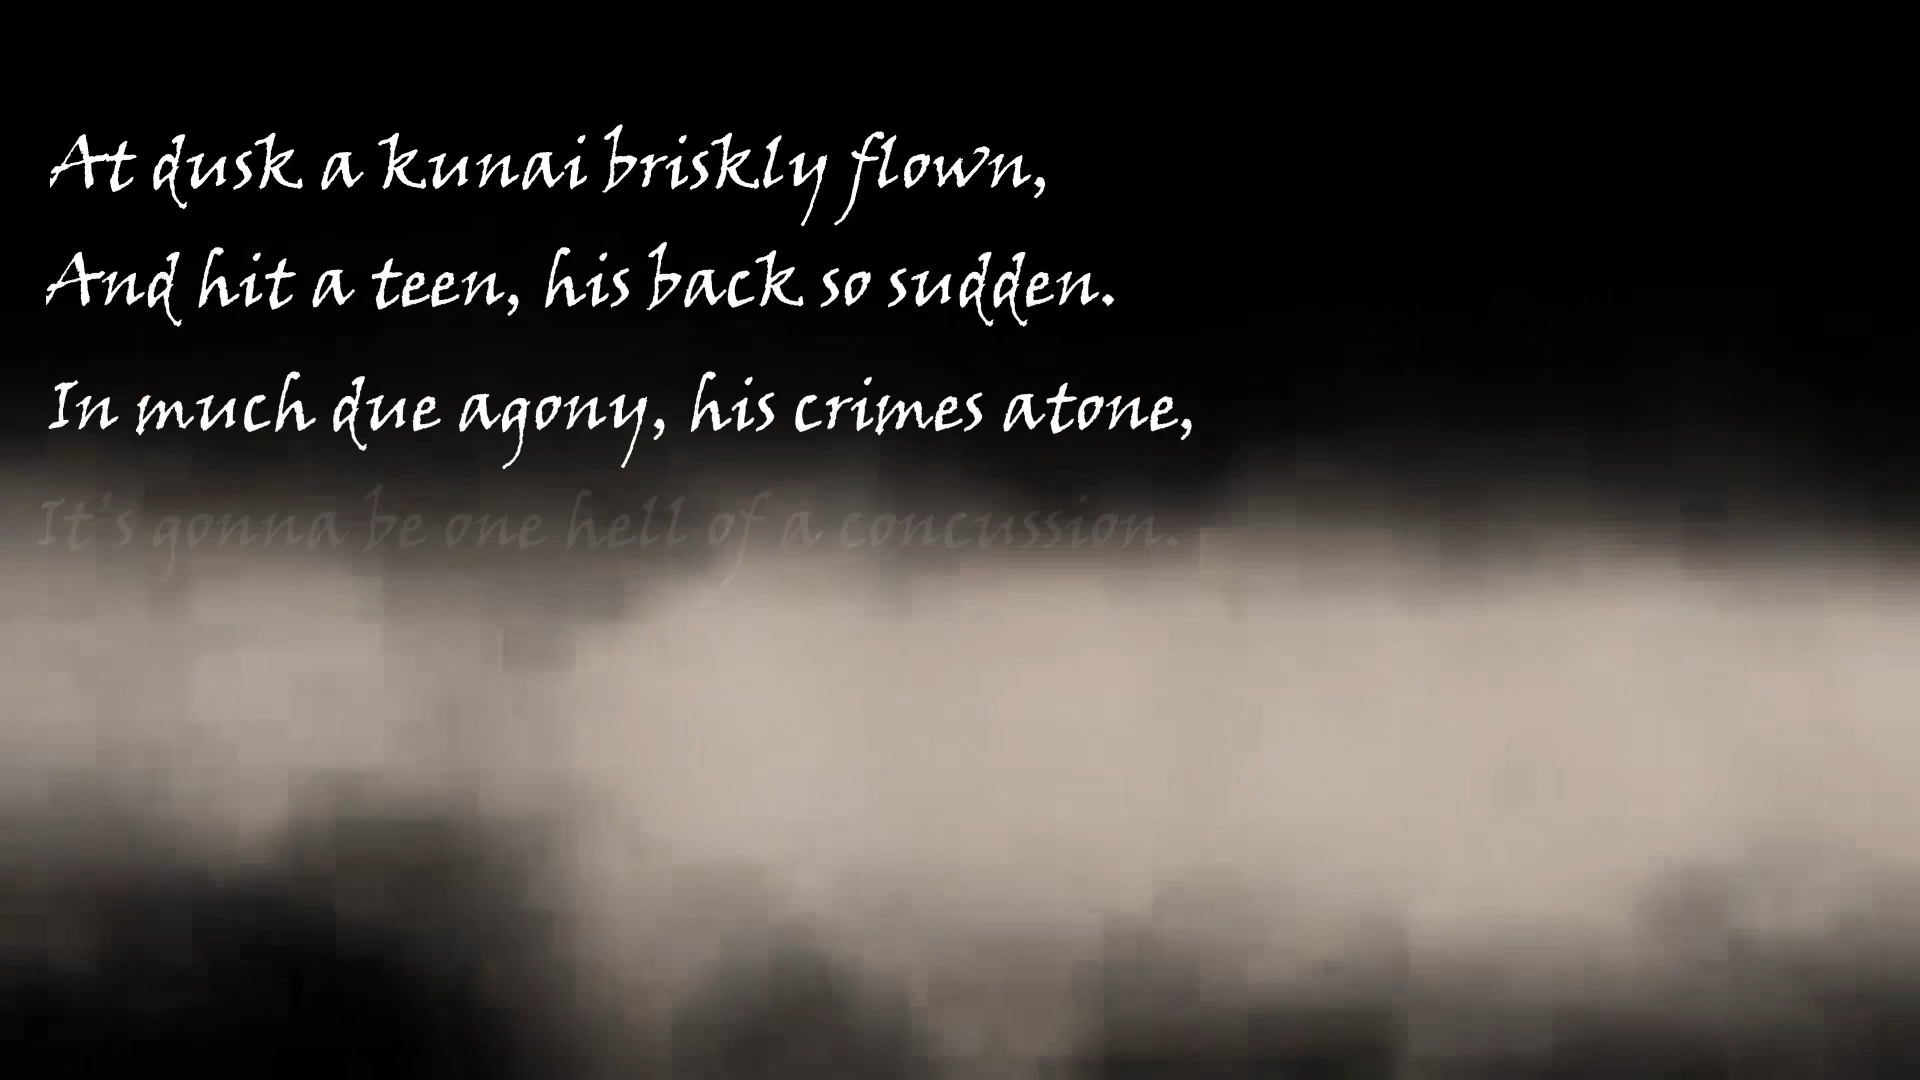 At dusk a kunai briskly flown,
And hit a teen, his back so sudden.
In much due agony, his crimes atone,
It's gonna be one hell of a concussion.